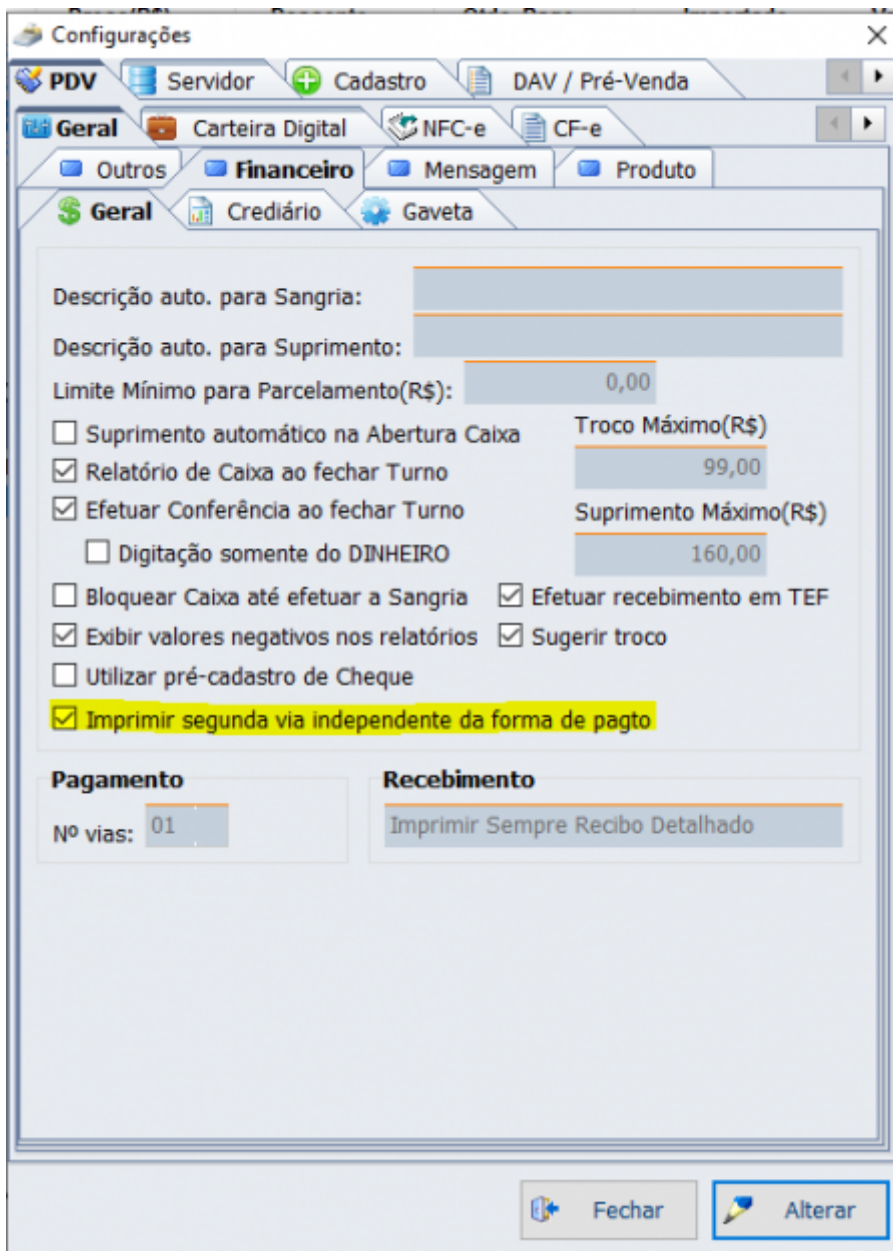 Configurações
PDV Servidor Cadastro DAV / Pré-Venda
Geral Carteira Digital NFC-e CF-e
Outros Financeiro Mensagem Produto
Geral Crediário Gaveta
Descrição auto. para Sangria:
Descrição auto. para Suprimento:
Limite Mínimo para Parcelamento(R$): 0,00
Suprimento automático na Abertura Caixa Troco Máximo(R$)
Relatório de Caixa ao fechar Turno 99,00
Efetuar Conferência ao fechar Turno Suprimento Máximo(R$)
Digitação somente do DINHEIRO 160,00
Bloquear Caixa até efetuar a Sangria Efetuar recebimento em TEF
Exibir valores negativos nos relatórios Sugerir troco
Utilizar pré-cadastro de Cheque
Imprimir segunda via independente da forma de pagto
Pagamento Recebimento
Nº vias: 01 Imprimir Sempre Recibo Detalhado
Fechar Alterar